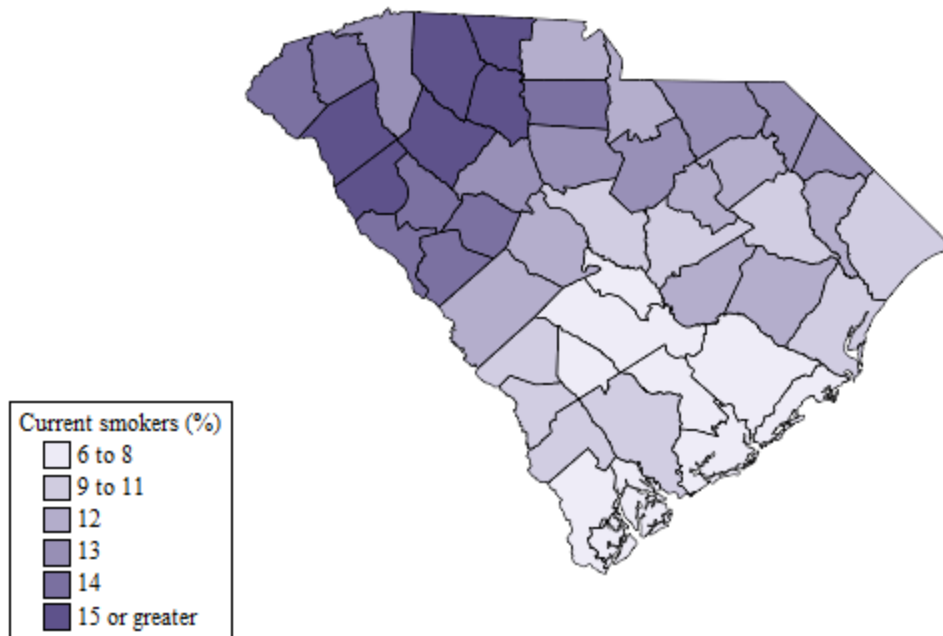 Current smokers (%)
6 to 8
9 to 11
12
13
14
15 or greater